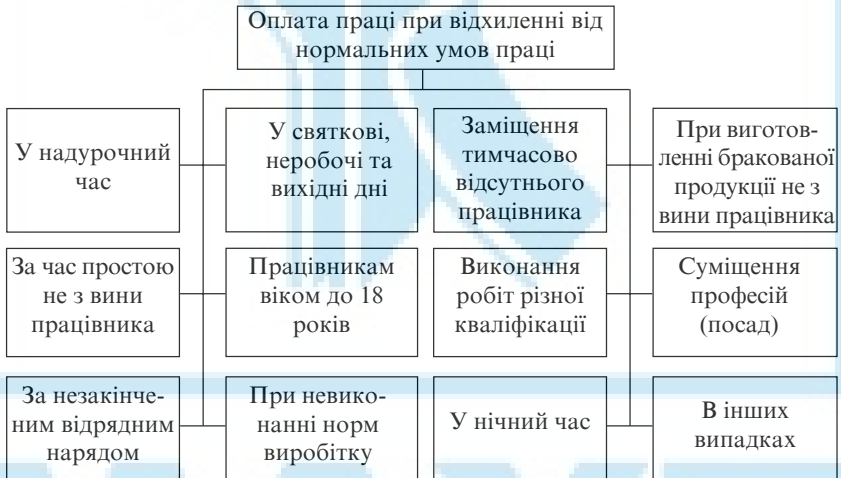 Оплата праці при відхиленні від
нормальних умов праці
У надурочний
час
У святкові,
неробочі та
вихідні дні
Заміщення
тимчасово
відсутнього
працівника
При виготов-
ленні бракованої
продукції не з
вини працівника
За час простою
не з вини
працівника
Працівникам
віком до 18
років
Виконання
робіт різної
кваліфікації
Суміщення
професій
(посад)
За незакінче-
ним відрядним
нарядом
При невико-
нанні норм
виробітку
У нічний час
В інших
випадках